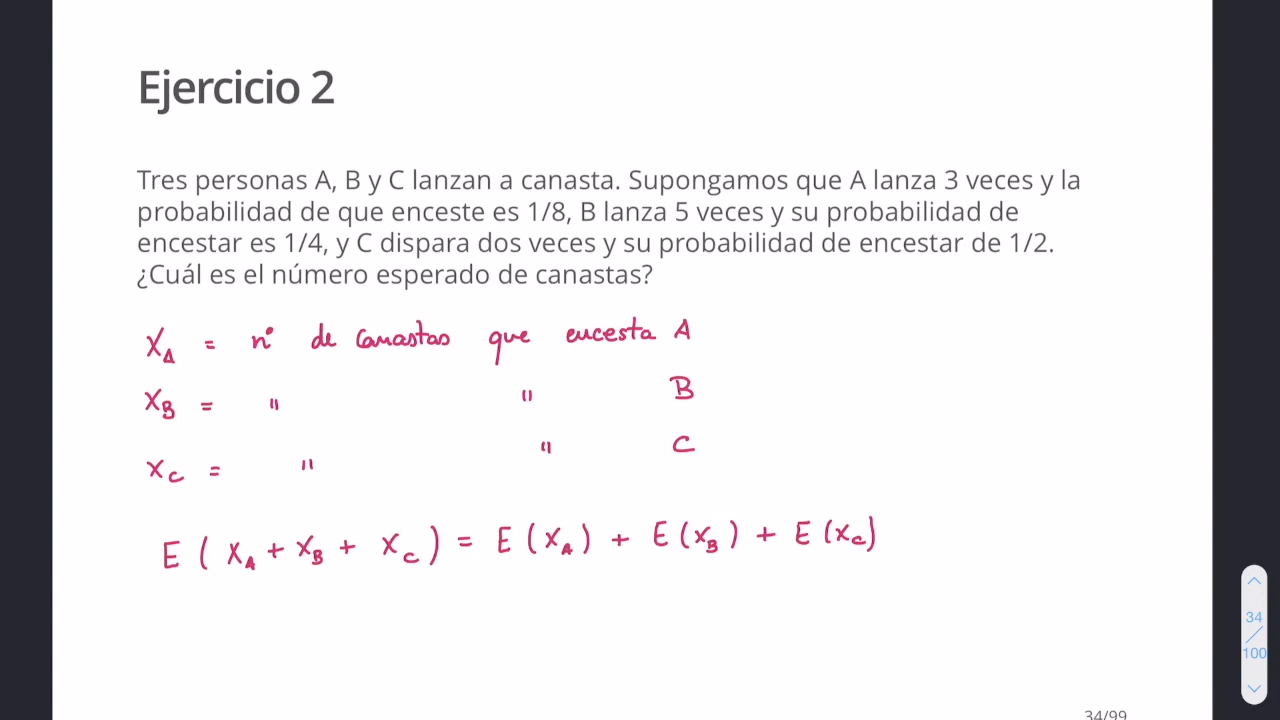 Ejercicio 2
Tres personas A, B y C lanzan a canasta. Supongamos que A lanza 3 veces y la
probabilidad de que enceste es 1/8, B lanza 5 veces y su probabilidad de
encestar es 1/4, y C dispara dos veces y su probabilidad de encestar de 1/2.
¿Cuál es el número esperado de canastas?
X_A = nº de canastas que encesta A
X_B = " " B
X_C = " " C
E ( X_A + X_B + X_C ) = E (X_A) + E (X_B) + E (X_C)
34
100
34/99